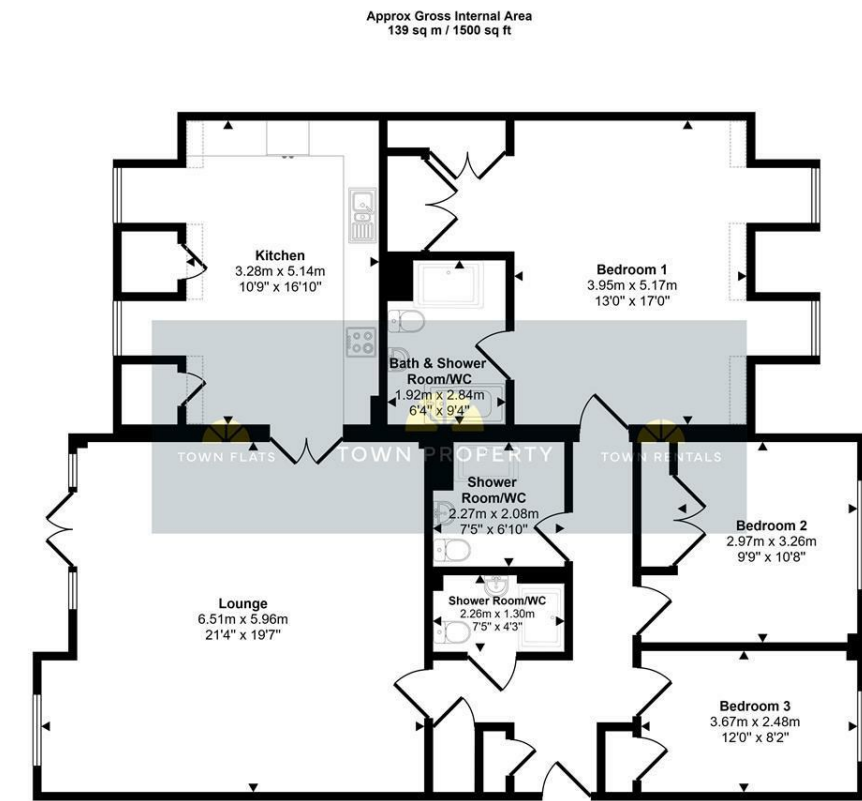 Approx Gross Internal Area
139 sq m / 1500 sq ft
Kitchen
3.28m x 5.14m
10'9" x 16'10"
Bedroom 1
3.95m x 5.17m
13'0" x 17'0"
Bath & Shower
Room/WC
1.92m x 2.84m
6'4" x 9'4"
TOWN FLATS
TOWN PROPERTY
TOWN RENTALS
Shower
Room/WC
2.27m x 2.08m
7'5" x 6'10"
Bedroom 2
2.97m x 3.26m
9'9" x 10'8"
Lounge
6.51m x 5.96m
21'4" x 19'7"
Shower Room/WC
2.26m x 1.30m
7'5" x 4'3"
Bedroom 3
3.67m x 2.48m
12'0" x 8'2"